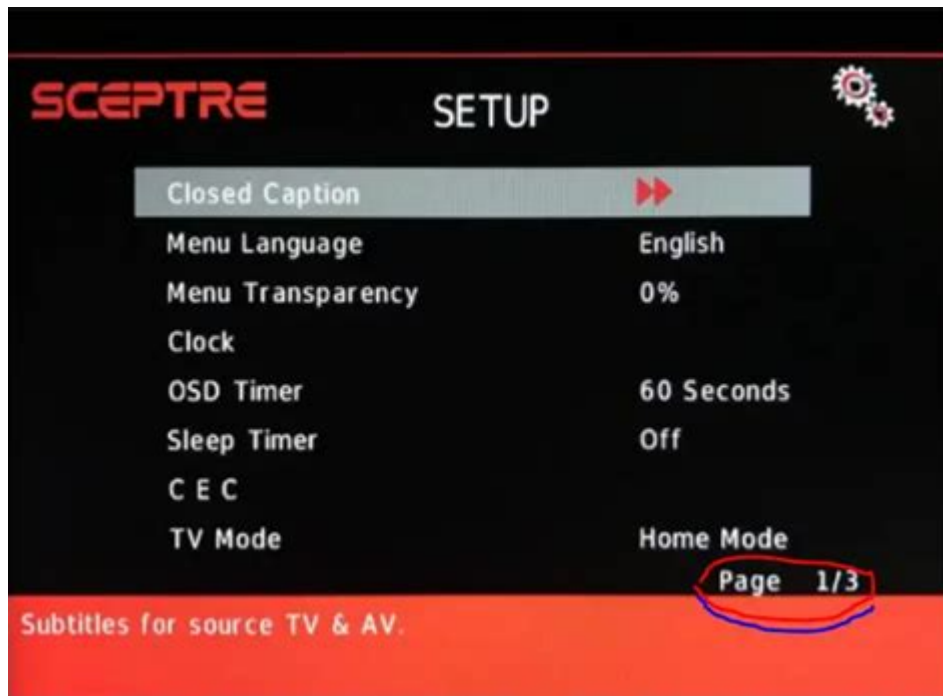 SCEPTRE SETUP
Closed Caption
Menu Language English
Menu Transparency 0%
Clock
OSD Timer 60 Seconds
Sleep Timer Off
C E C
TV Mode Home Mode
Page 1/3
Subtitles for source TV & AV.